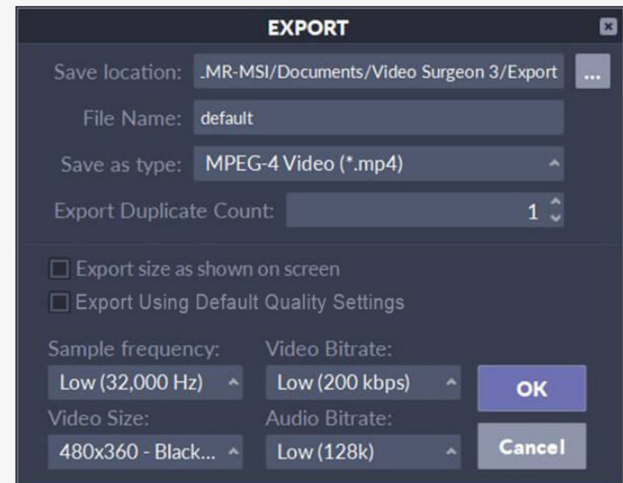 EXPORT
Save location: _MR-MSI/Documents/Video Surgeon 3/Export ...
File Name: default
Save as type: MPEG-4 Video (*.mp4)
Export Duplicate Count: 1
Export size as shown on screen
Export Using Default Quality Settings
Sample frequency: Video Bitrate:
Low (32,000 Hz) Low (200 kbps) OK
Video Size: Audio Bitrate:
480x360 - Black... Low (128k) Cancel